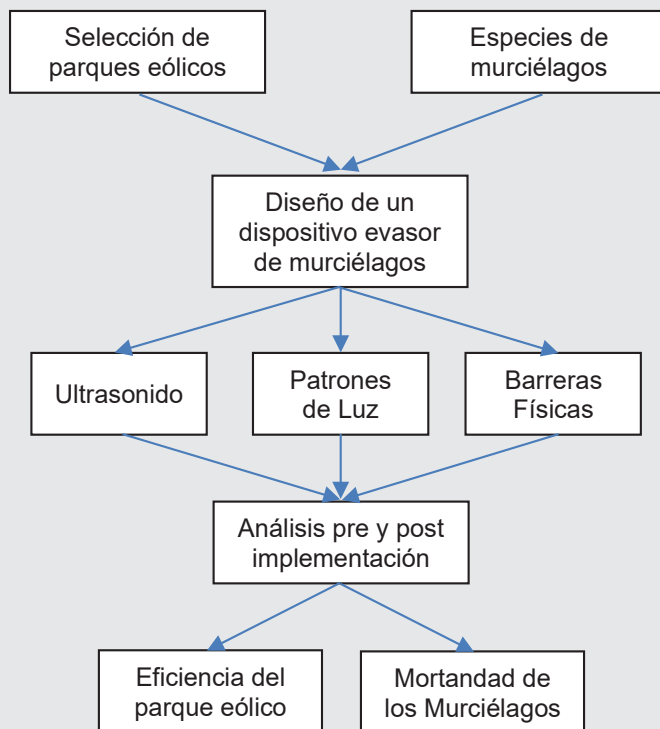 Selección de
parques eólicos
Especies de
murciélagos
Diseño de un
dispositivo evasor
de murciélagos
Ultrasonido
Patrones
de Luz
Barreras
Físicas
Análisis pre y post
implementación
Eficiencia del
parque eólico
Mortandad de
los Murciélagos